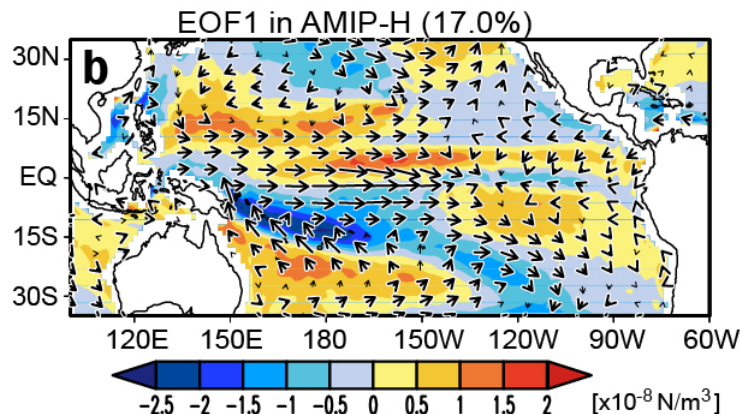 EOF1 in AMIP-H (17.0%)
b
30N
15N
EQ
15S
30S
120E 150E 180 150W 120W 90W 60W
-2.5 -2 -1.5 -1 -0.5 0 0.5 1 1.5 2
[x10⁻⁸ N/m³]